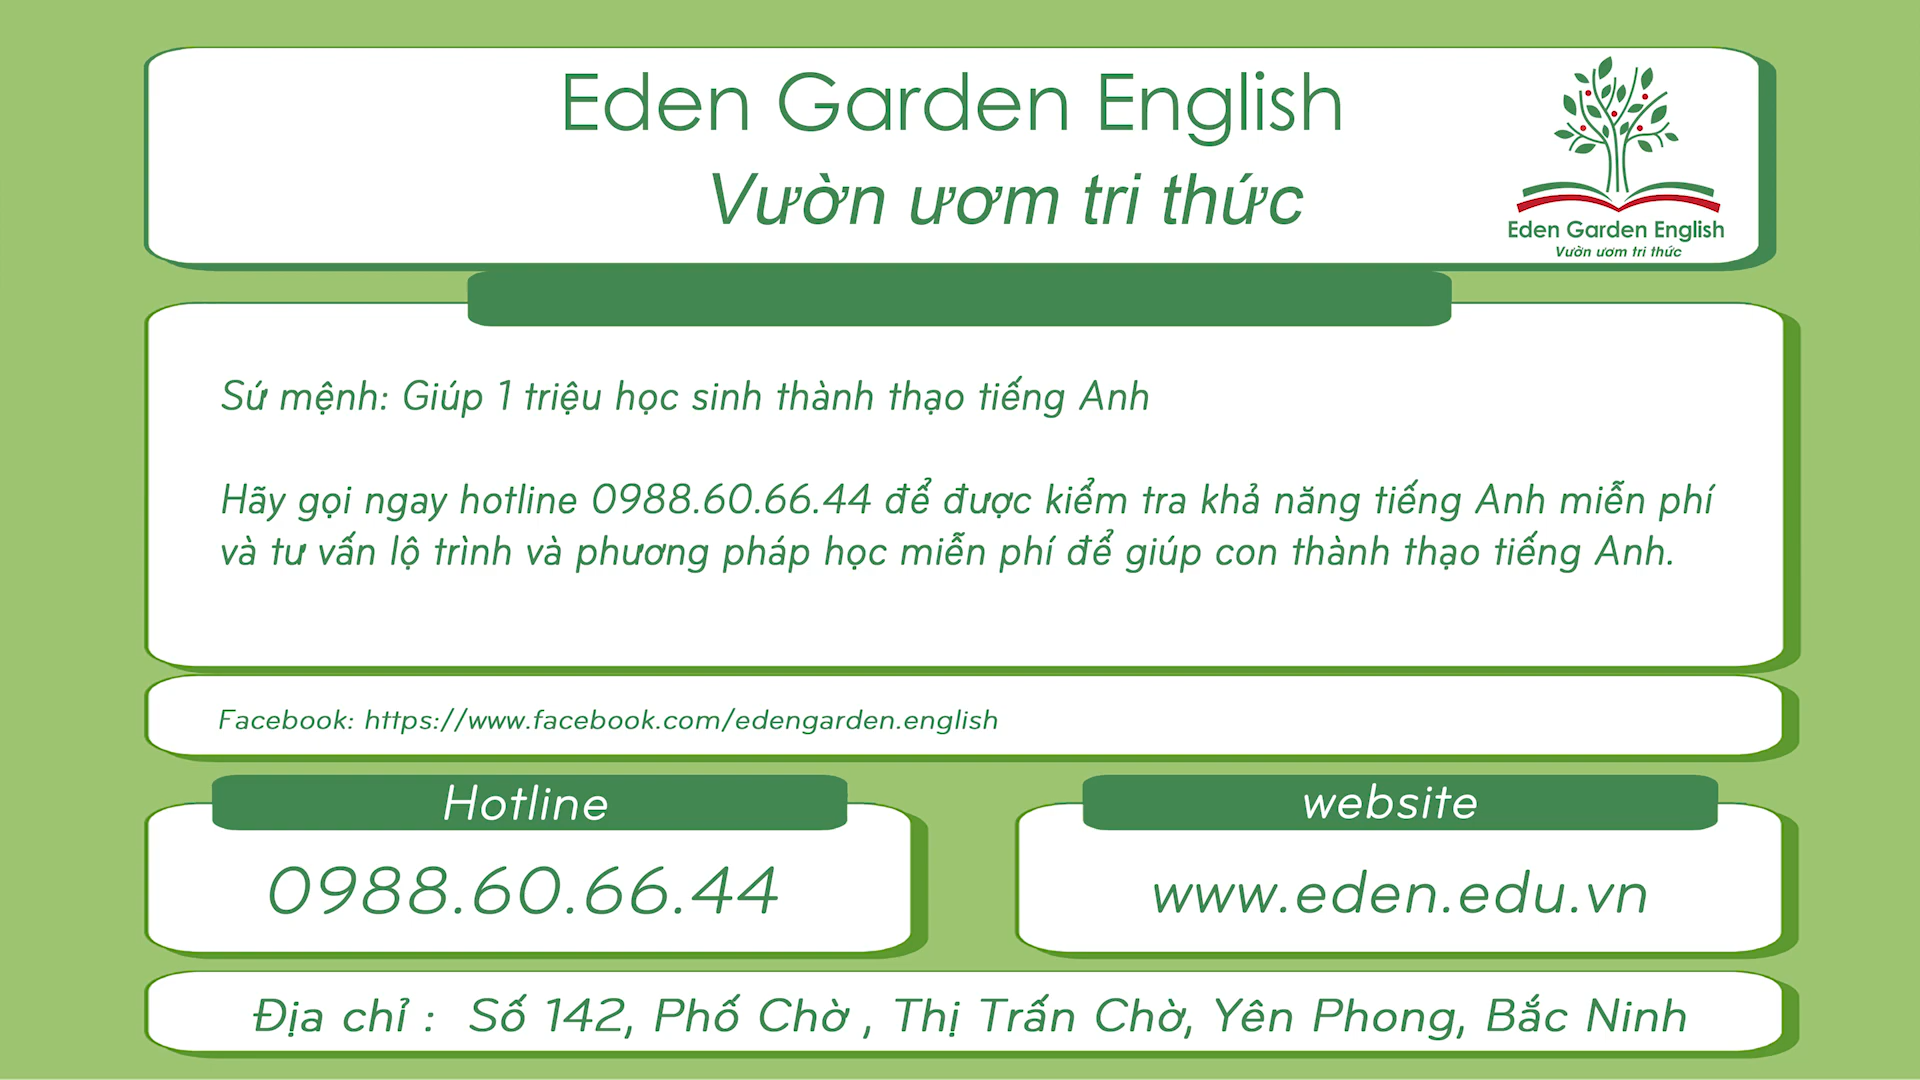 Eden Garden English
Vườn ươm tri thức
Eden Garden English
Vườn ươm tri thức
Sứ mệnh: Giúp 1 triệu học sinh thành thạo tiếng Anh
Hãy gọi ngay hotline 0988.60.66.44 để được kiểm tra khả năng tiếng Anh miễn phí
và tư vấn lộ trình và phương pháp học miễn phí để giúp con thành thạo tiếng Anh.
Facebook: https://www.facebook.com/edengarden.english
Hotline
0988.60.66.44
website
www.eden.edu.vn
Địa chỉ :  Số 142, Phố Chờ , Thị Trấn Chờ, Yên Phong, Bắc Ninh